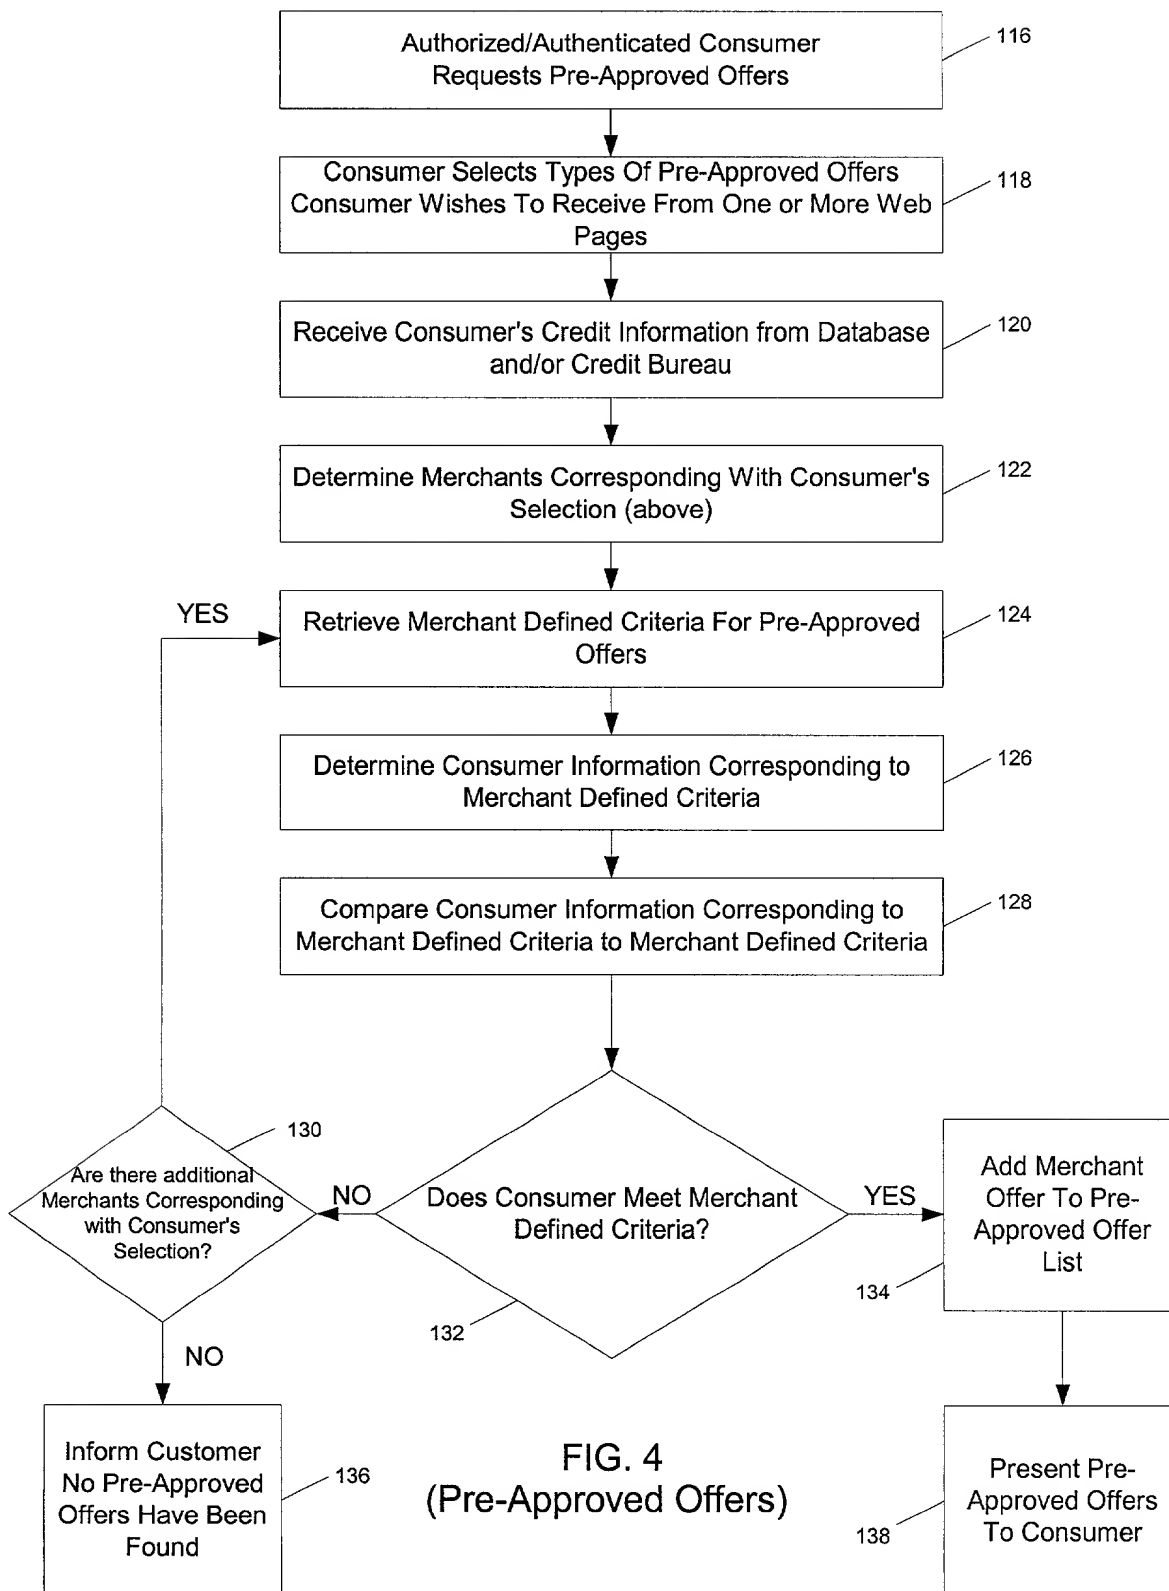 Authorized/Authenticated Consumer
Requests Pre-Approved Offers
116
Consumer Selects Types Of Pre-Approved Offers
Consumer Wishes To Receive From One or More Web
Pages
118
Receive Consumer's Credit Information from Database
and/or Credit Bureau
120
Determine Merchants Corresponding With Consumer's
Selection (above)
122
YES
Retrieve Merchant Defined Criteria For Pre-Approved
Offers
124
Determine Consumer Information Corresponding to
Merchant Defined Criteria
126
Compare Consumer Information Corresponding to
Merchant Defined Criteria to Merchant Defined Criteria
128
130
Are there additional
Merchants Corresponding
with Consumer's
Selection?
NO
Does Consumer Meet Merchant
Defined Criteria?
132
YES
Add Merchant
Offer To Pre-
Approved Offer
List
134
NO
Inform Customer
No Pre-Approved
Offers Have Been
Found
136
FIG. 4
(Pre-Approved Offers)
Present Pre-
Approved Offers
To Consumer
138